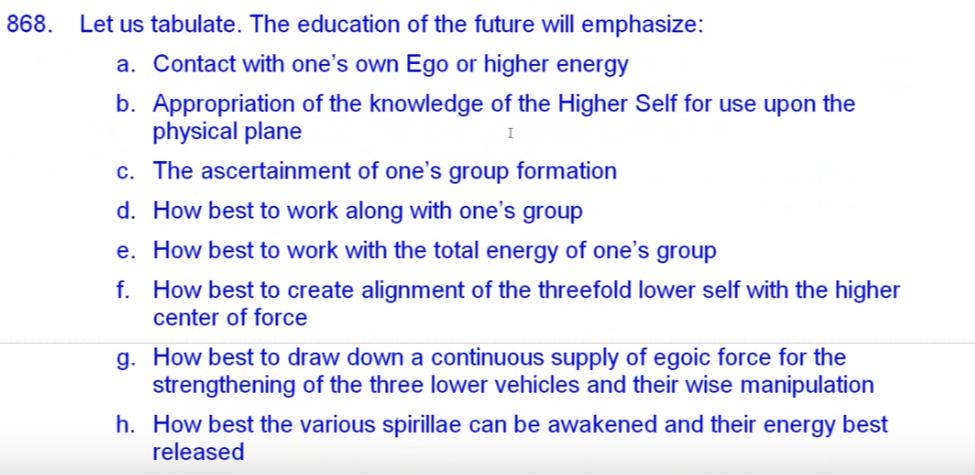 868. Let us tabulate. The education of the future will emphasize:
a. Contact with one's own Ego or higher energy
b. Appropriation of the knowledge of the Higher Self for use upon the
physical plane
c. The ascertainment of one's group formation
d. How best to work along with one's group
e. How best to work with the total energy of one's group
f. How best to create alignment of the threefold lower self with the higher
center of force
g. How best to draw down a continuous supply of egoic force for the
strengthening of the three lower vehicles and their wise manipulation
h. How best the various spirillae can be awakened and their energy best
released